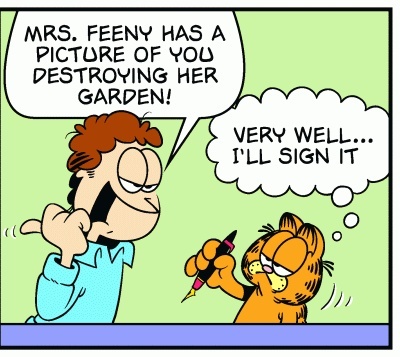 MRS. FEENY HAS A
PICTURE OF YOU
DESTROYING HER
GARDEN!
VERY WELL...
I'LL SIGN IT